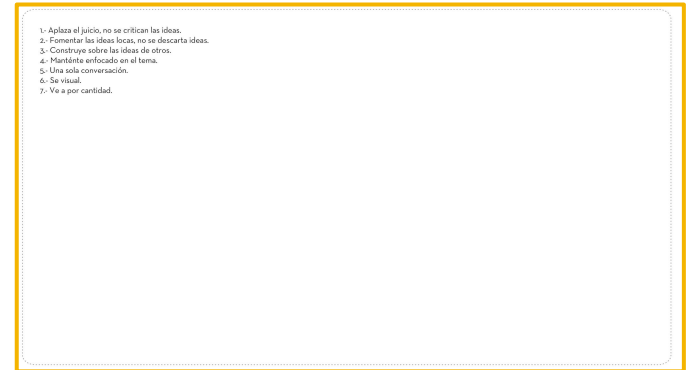 1.- Aplaza el juicio, no se critican las ideas.
2.- Fomentar las ideas locas, no se descarta ideas.
3.- Construye sobre las ideas de otros.
4.- Manténte enfocado en el tema.
5.- Una sola conversación.
6.- Se visual.
7.- Ve a por cantidad.